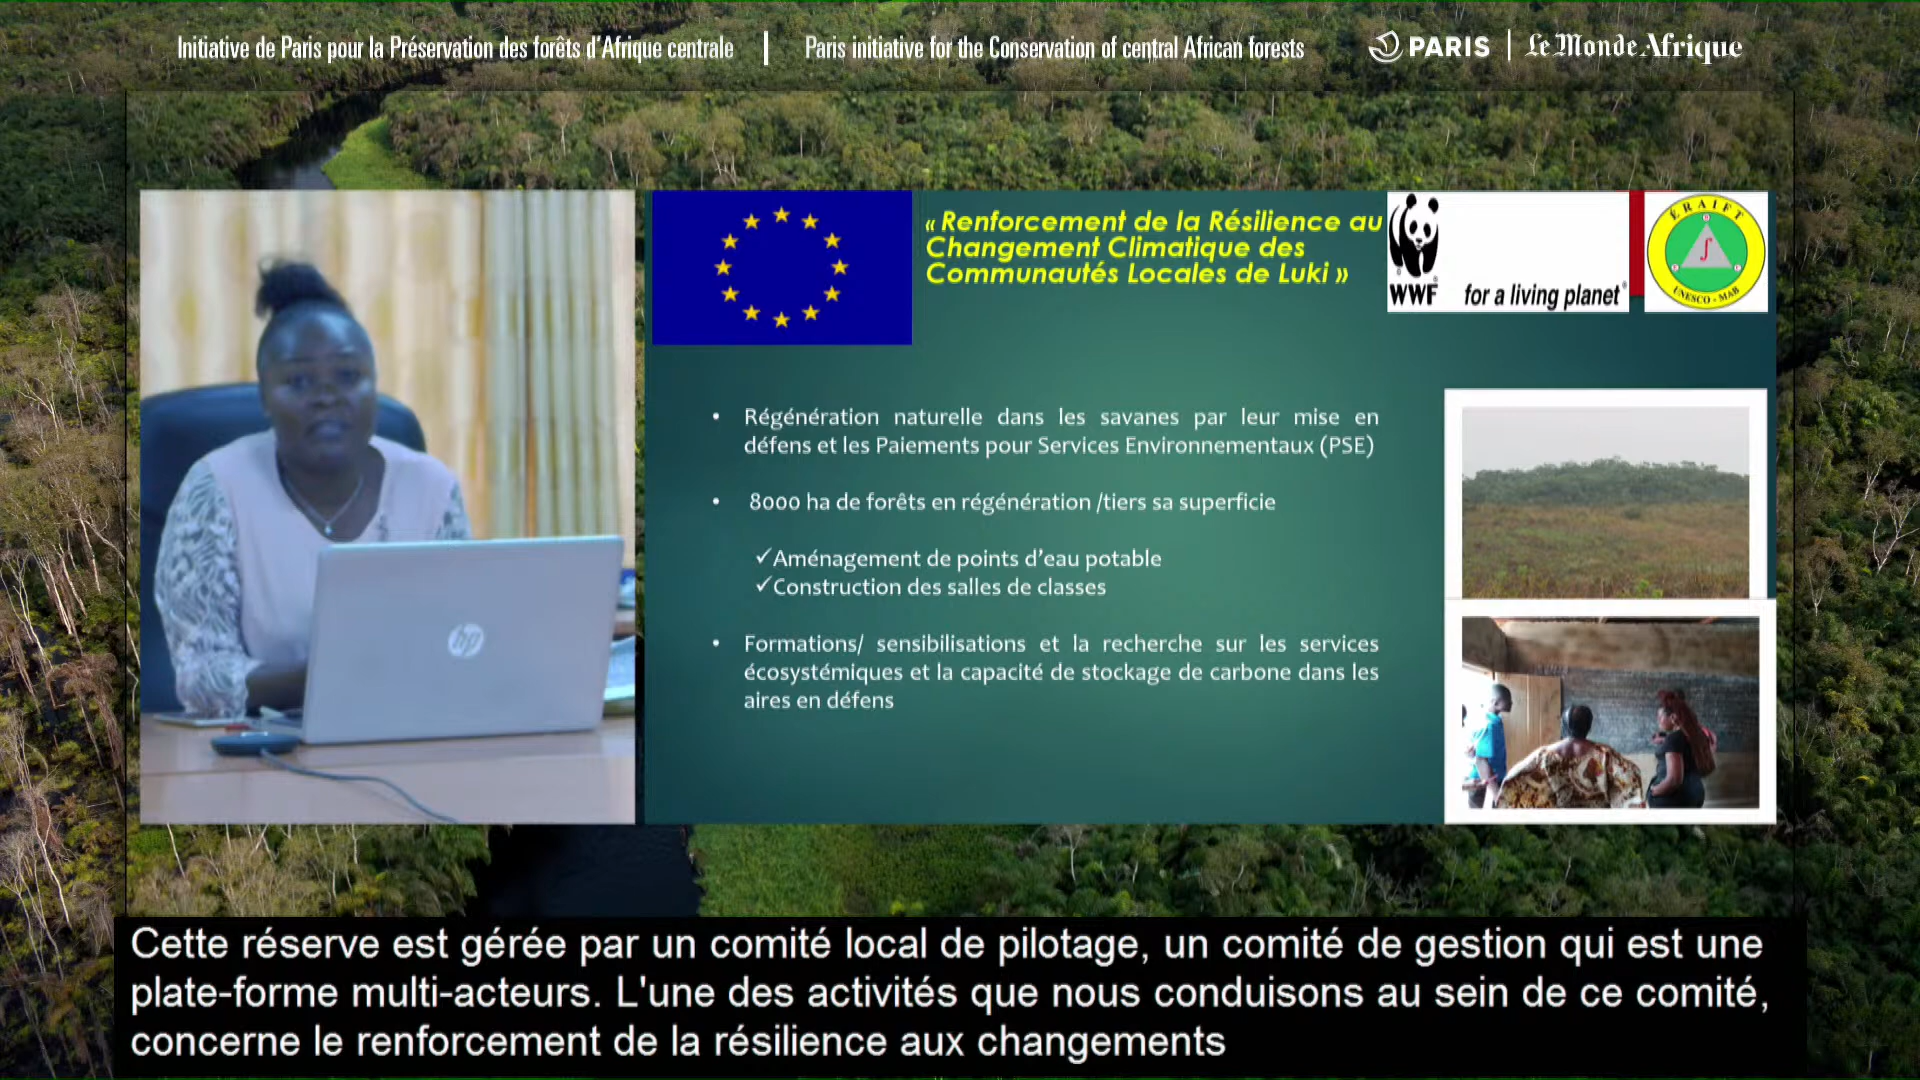 Initiative de Paris pour la Préservation des forêts d'Afrique centrale | Paris initiative for the Conservation of central African forests
PARIS | Le Monde Afrique
« Renforcement de la Résilience au
Changement Climatique des
Communautés Locales de Luki »
WWF® for a living planet®
ÉRAIFT
UNESCO - MAB
• Régénération naturelle dans les savanes par leur mise en
défens et les Paiements pour Services Environnementaux (PSE)
• 8000 ha de forêts en régénération /tiers sa superficie
✓Aménagement de points d'eau potable
✓Construction des salles de classes
• Formations/ sensibilisations et la recherche sur les services
écosystémiques et la capacité de stockage de carbone dans les
aires en défens
hp
Cette réserve est gérée par un comité local de pilotage, un comité de gestion qui est une
plate-forme multi-acteurs. L'une des activités que nous conduisons au sein de ce comité,
concerne le renforcement de la résilience aux changements